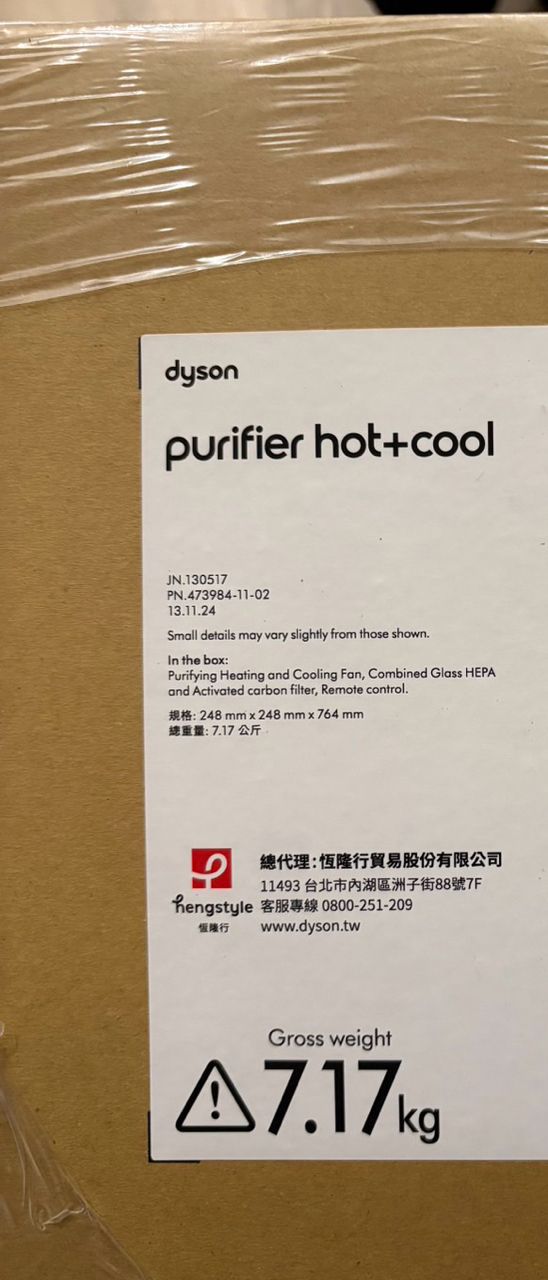 dyson
purifier hot+cool
JN.130517
PN.473984-11-02
13.11.24
Small details may vary slightly from those shown.
In the box:
Purifying Heating and Cooling Fan, Combined Glass HEPA
and Activated carbon filter, Remote control.
規格: 248 mm x 248 mm x 764 mm
總重量: 7.17 公斤
總代理:恆隆行貿易股份有限公司
11493 台北市內湖區洲子街88號7F
hengstyle 客服專線 0800-251-209
恆隆行 www.dyson.tw
Gross weight
7.17kg